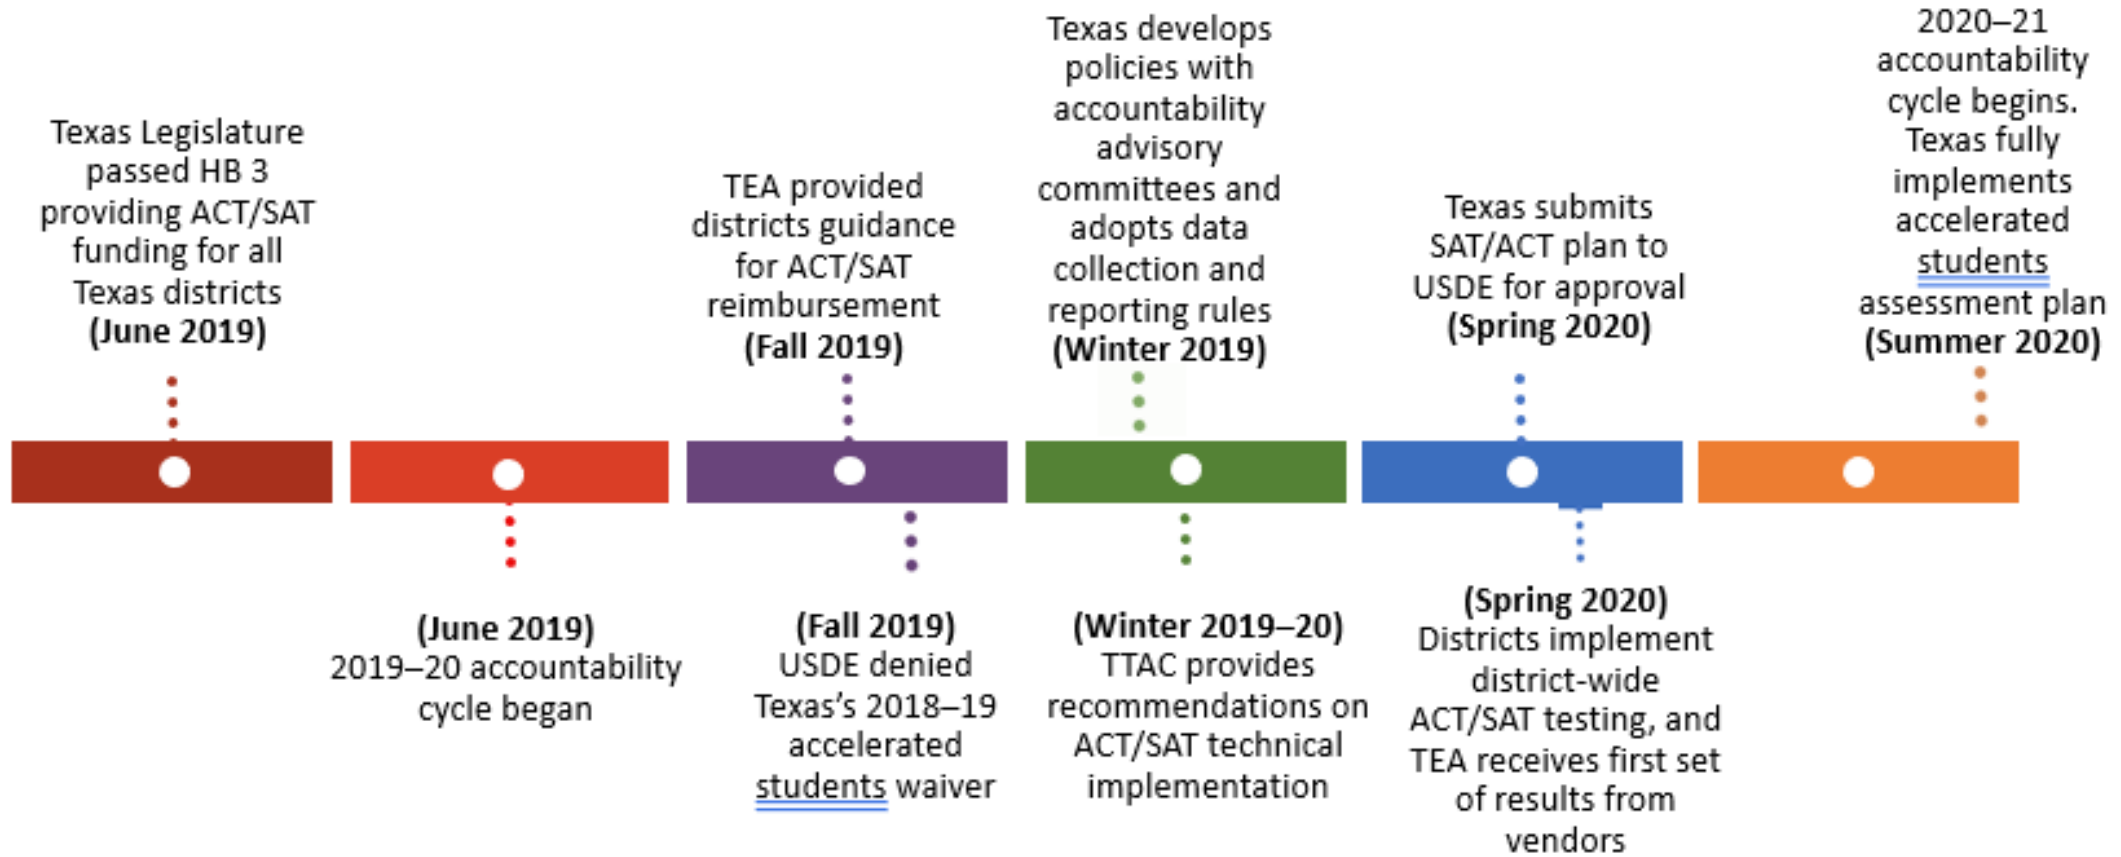 Texas Legislature
passed HB 3
providing ACT/SAT
funding for all
Texas districts
(June 2019)
(June 2019)
2019–20 accountability
cycle began
TEA provided
districts guidance
for ACT/SAT
reimbursement
(Fall 2019)
(Fall 2019)
USDE denied
Texas’s 2018–19
accelerated
students waiver
Texas develops
policies with
accountability
advisory
committees and
adopts data
collection and
reporting rules
(Winter 2019)
(Winter 2019–20)
TTAC provides
recommendations on
ACT/SAT technical
implementation
Texas submits
SAT/ACT plan to
USDE for approval
(Spring 2020)
(Spring 2020)
Districts implement
district-wide
ACT/SAT testing, and
TEA receives first set
of results from
vendors
2020–21
accountability
cycle begins.
Texas fully
implements
accelerated
students
assessment plan
(Summer 2020)